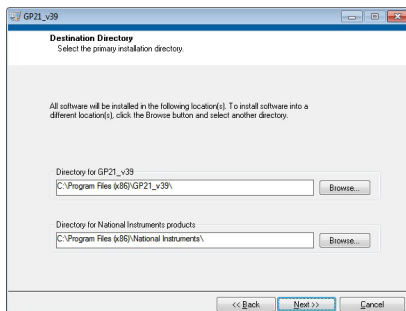 GP21_v39
Destination Directory
Select the primary installation directory.
All software will be installed in the following location(s). To install software into a
different location(s), click the Browse button and select another directory.
Directory for GP21_v39
C:\Program Files (x86)\GP21_v39\
Browse...
Directory for National Instruments products
C:\Program Files (x86)\National Instruments\
Browse...
<< Back
Next >>
Cancel